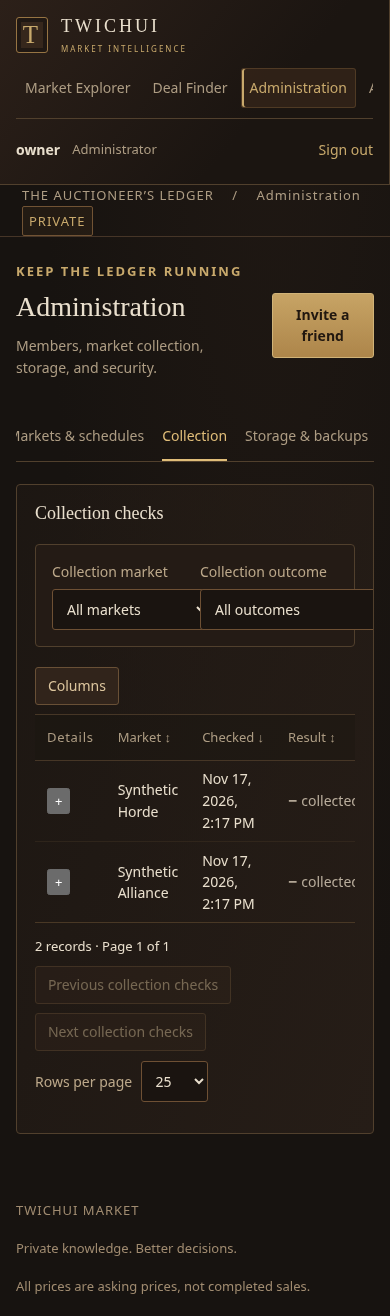 T TWICHUI
MARKET INTELLIGENCE
Market Explorer Deal Finder Administration
owner Administrator Sign out
THE AUCTIONEER’S LEDGER / Administration
PRIVATE
KEEP THE LEDGER RUNNING
Administration
Invite a
friend
Members, market collection,
storage, and security.
& schedules Collection Storage & backups
Collection checks
Collection market Collection outcome
All markets All outcomes
Columns
Details Market ↕ Checked ↓ Result ↕
+ Synthetic
Horde
Nov 17,
2026,
2:17 PM
— collected
+ Synthetic
Alliance
Nov 17,
2026,
2:17 PM
— collected
2 records · Page 1 of 1
Previous collection checks
Next collection checks
Rows per page 25
TWICHUI MARKET
Private knowledge. Better decisions.
All prices are asking prices, not completed sales.